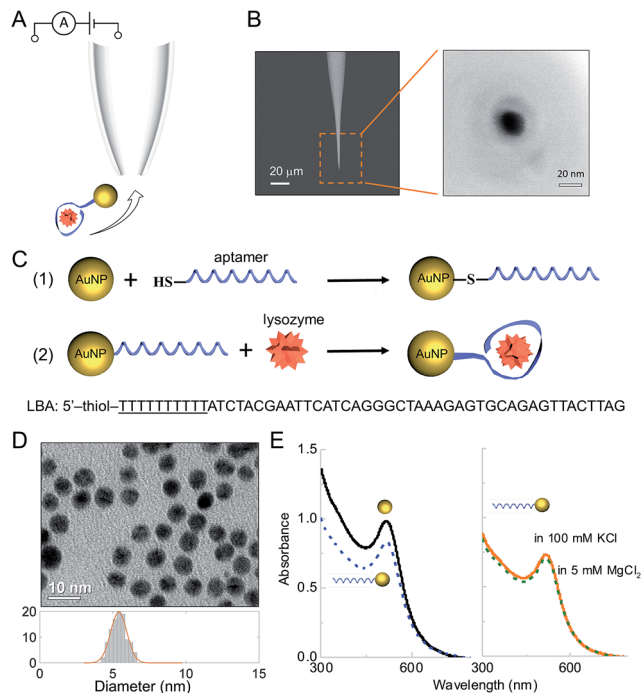 A
A
B
20 μm
20 nm
C
aptamer
(1) AuNP + HS AuNP S
lysozyme
(2) AuNP + AuNP
LBA: 5'–thiol–TTTTTTTTTTATCTACGAATTCATCAGGGCTAAAGAGTGCAGAGTTACTTAG
D
10 nm
20
10
0
0 5 10 15
Diameter (nm)
E
1.5
1.0
0.5
0.0
Absorbance
in 100 mM KCl
in 5 mM MgCl2
300 600 300 600
Wavelength (nm)